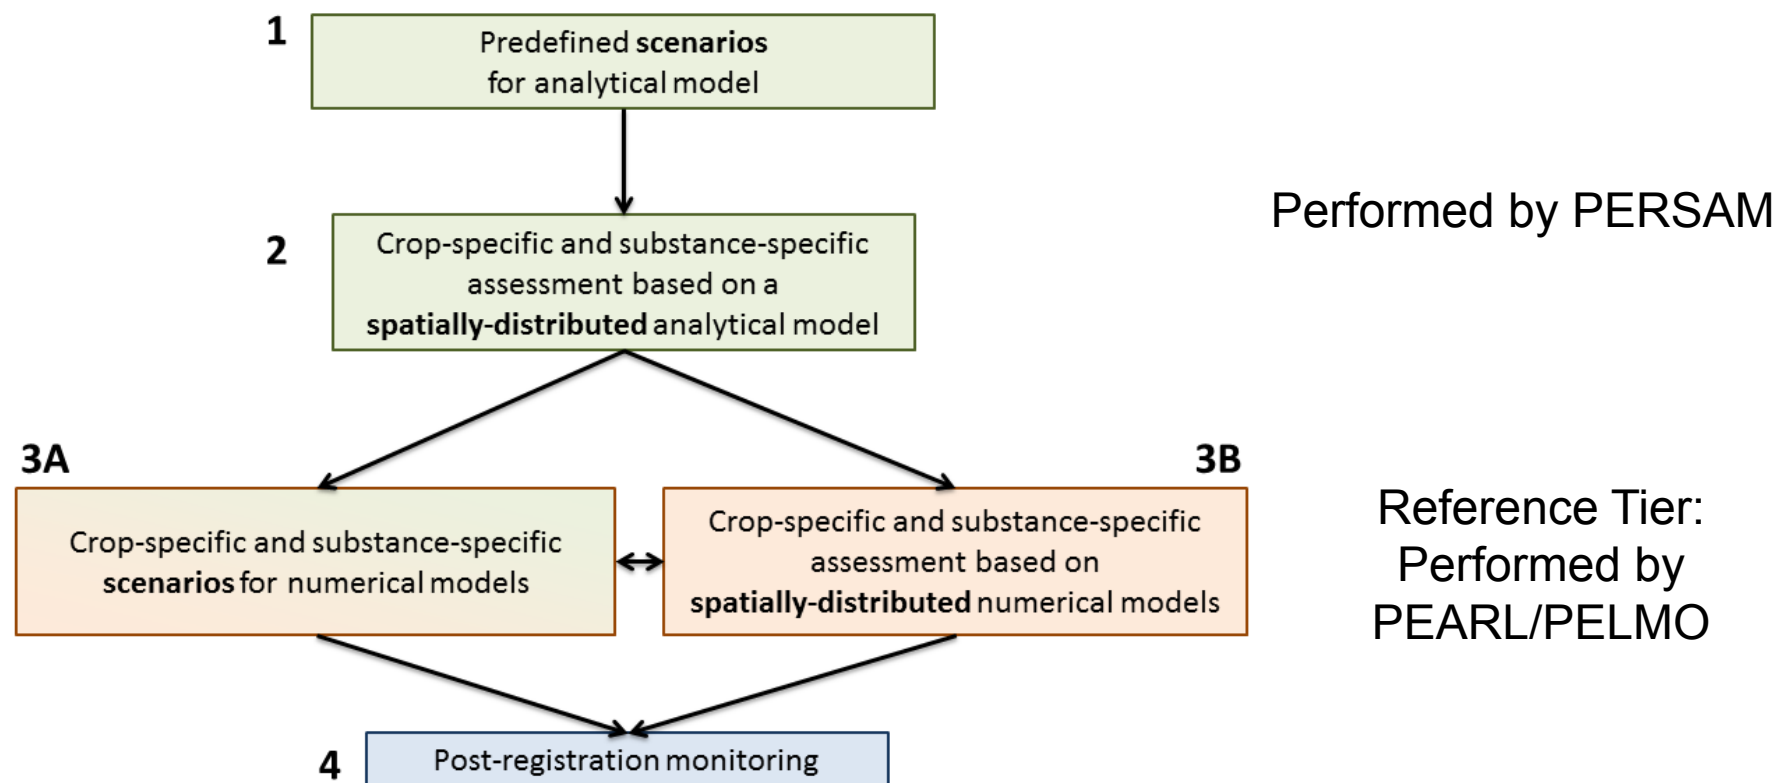 1
Predefined scenarios
for analytical model
Performed by PERSAM
2
Crop-specific and substance-specific
assessment based on a
spatially-distributed analytical model
3A
3B
Crop-specific and substance-specific
scenarios for numerical models
Crop-specific and substance-specific
assessment based on
spatially-distributed numerical models
Reference Tier:
Performed by
PEARL/PELMO
4
Post-registration monitoring